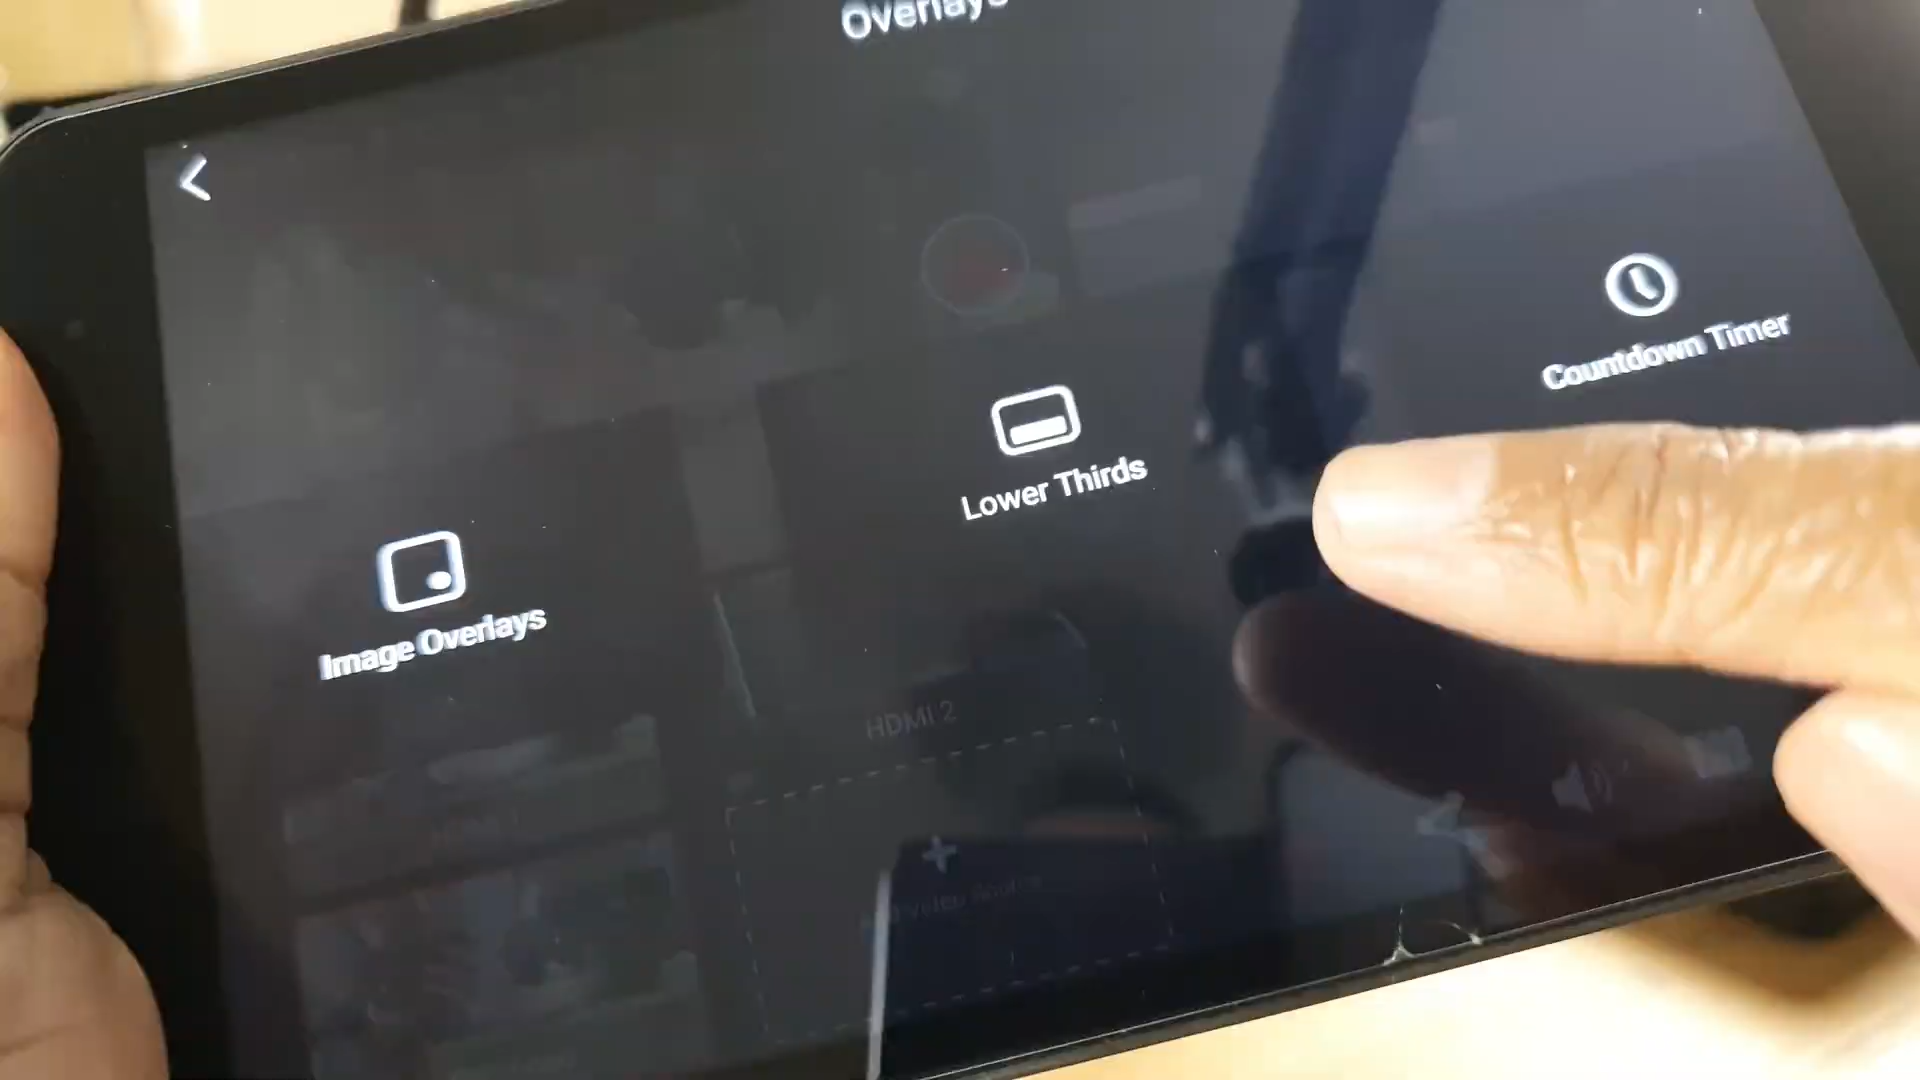 Overlays
Countdown Timer
Lower Thirds
Image Overlays
HDMI 2